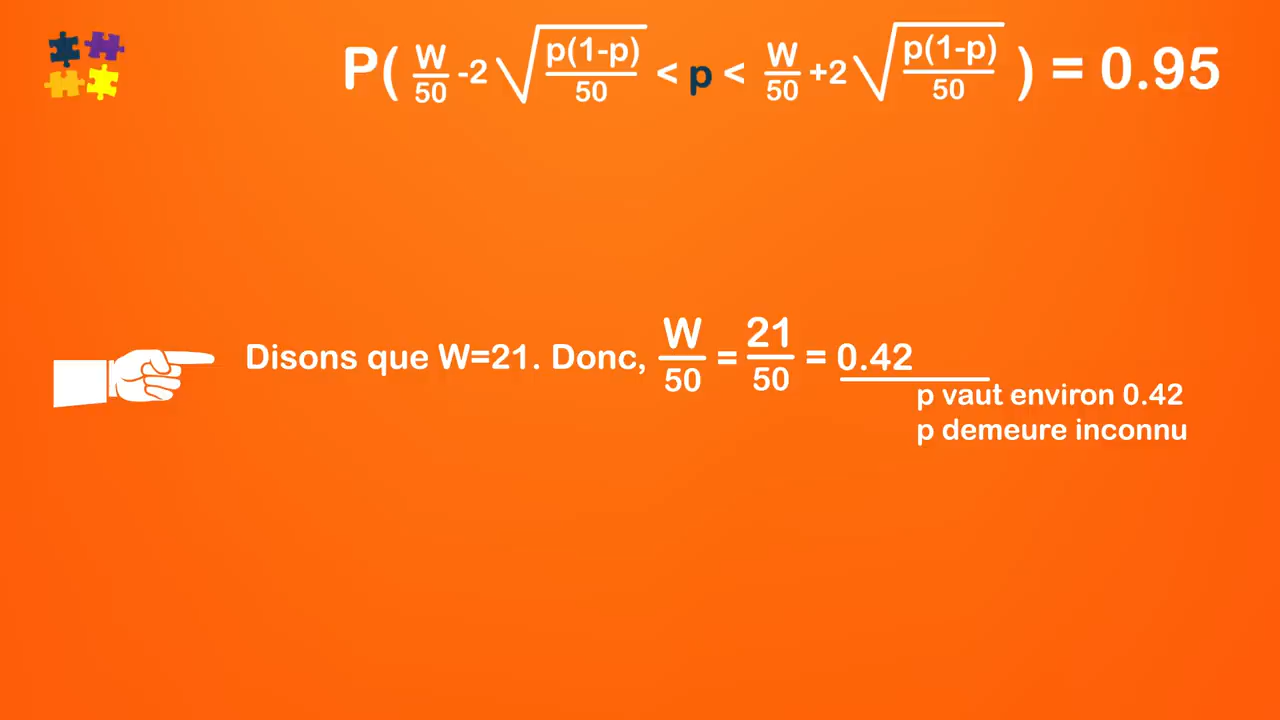 P( W/50 -2 √(p(1-p)/50) < p < W/50 +2 √(p(1-p)/50) ) = 0.95
Disons que W=21. Donc, W/50 = 21/50 = 0.42
p vaut environ 0.42
p demeure inconnu